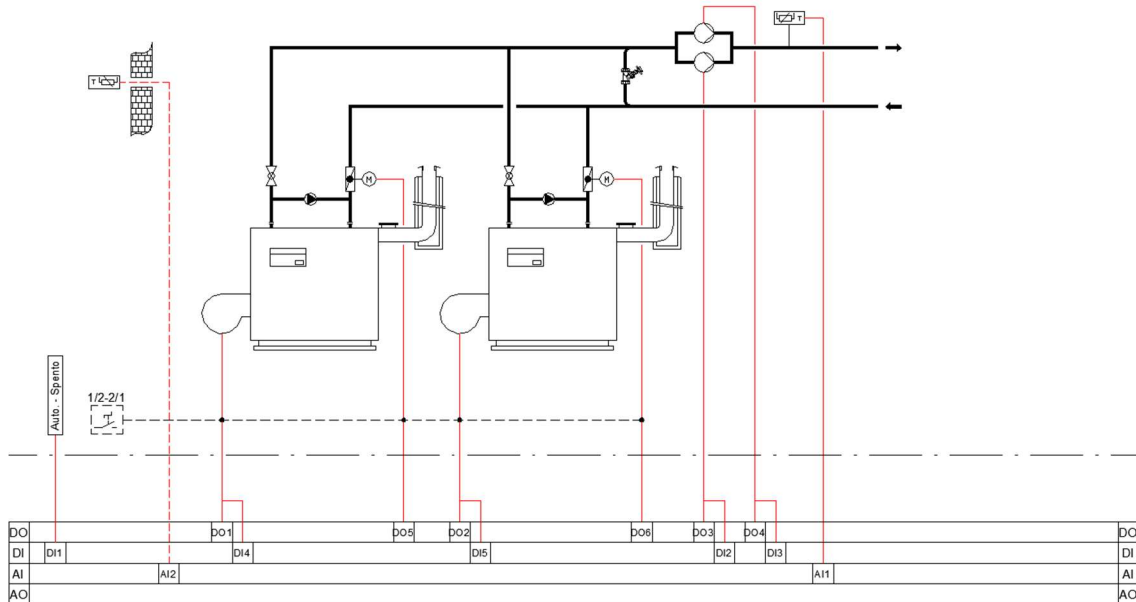 T
T
M
M
Auto. - Spento
1/2-2/1
DO
DO1
DO5
DO2
DO6
DO3
DO4
DO
DI
DI1
DI4
DI5
DI2
DI3
DI
AI
AI2
AI1
AI
AO
AO